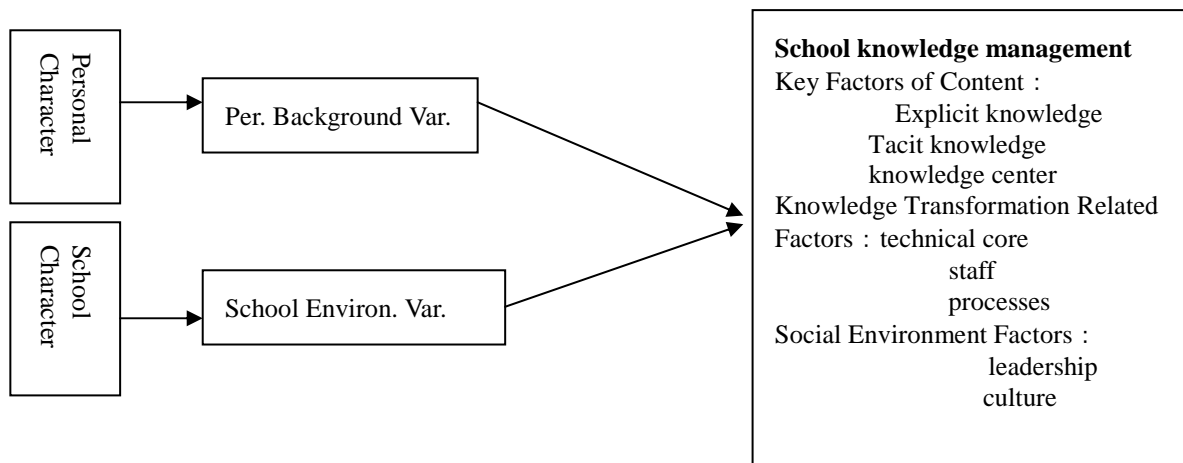 Personal
Character
Per. Background Var.
School
Character
School Environ. Var.
School knowledge management
Key Factors of Content：
Explicit knowledge
Tacit knowledge
knowledge center
Knowledge Transformation Related
Factors：technical core
staff
processes
Social Environment Factors：
leadership
culture